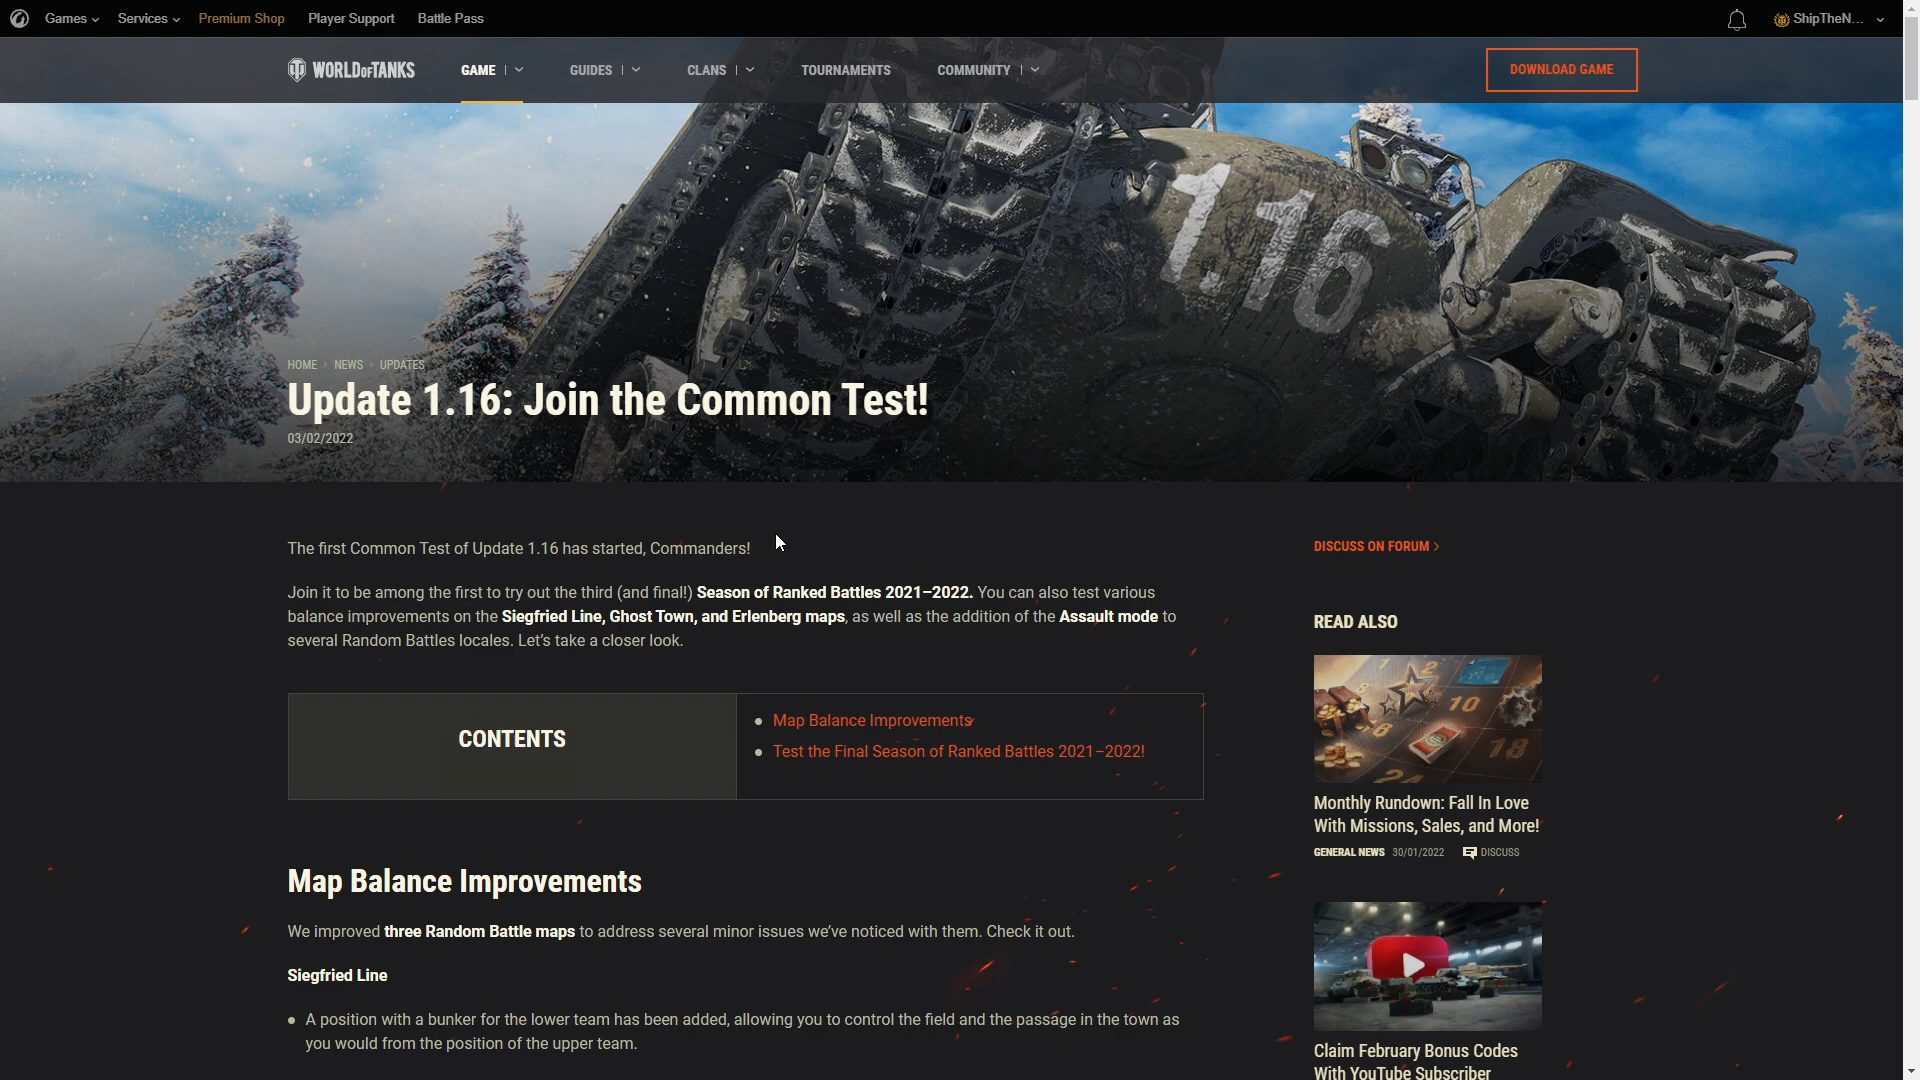 Games Services Premium Shop Player Support Battle Pass ShipTheN...
WORLD OF TANKS GAME GUIDES CLANS TOURNAMENTS COMMUNITY DOWNLOAD GAME
1.16
HOME > NEWS > UPDATES
Update 1.16: Join the Common Test!
03/02/2022
The first Common Test of Update 1.16 has started, Commanders!
Join it to be among the first to try out the third (and final!) Season of Ranked Battles 2021–2022. You can also test various
balance improvements on the Siegfried Line, Ghost Town, and Erlenberg maps, as well as the addition of the Assault mode to
several Random Battles locales. Let’s take a closer look.
CONTENTS
Map Balance Improvements
Test the Final Season of Ranked Battles 2021–2022!
Map Balance Improvements
We improved three Random Battle maps to address several minor issues we’ve noticed with them. Check it out.
Siegfried Line
A position with a bunker for the lower team has been added, allowing you to control the field and the passage in the town as
you would from the position of the upper team.
DISCUSS ON FORUM >
READ ALSO
1 2
10
6
18
24
Monthly Rundown: Fall In Love
With Missions, Sales, and More!
GENERAL NEWS 30/01/2022 DISCUSS
Claim February Bonus Codes
With YouTube Subscriber